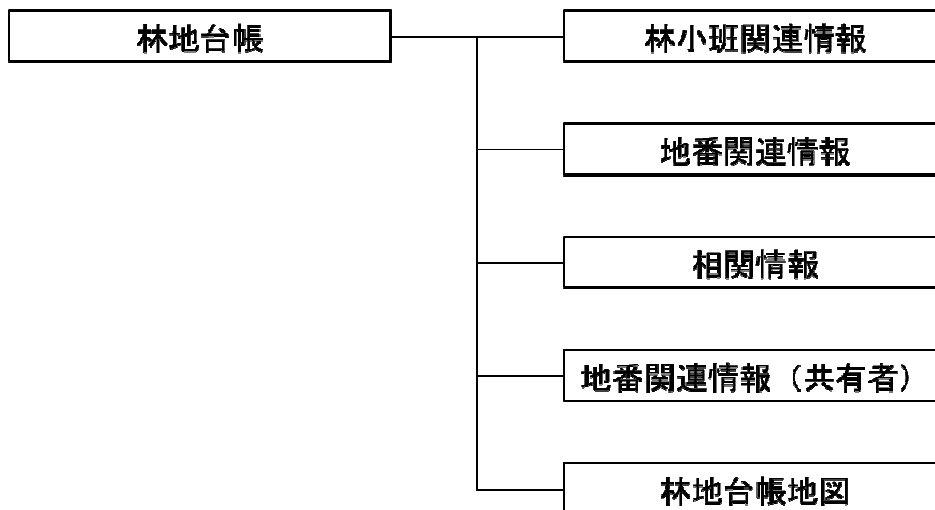 林地台帳
林小班関連情報
地番関連情報
相関情報
地番関連情報（共有者）
林地台帳地図